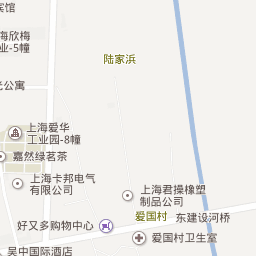 宾馆
海欣梅
业-5幢
陆家浜
光公寓
上海爱华
工业园-8幢
嘉然绿茗茶
上海卡邦电气
有限公司
上海君操橡塑
制品公司
爱国村
东建设河桥
好又多购物中心
爱国村卫生室
吴中国际酒店